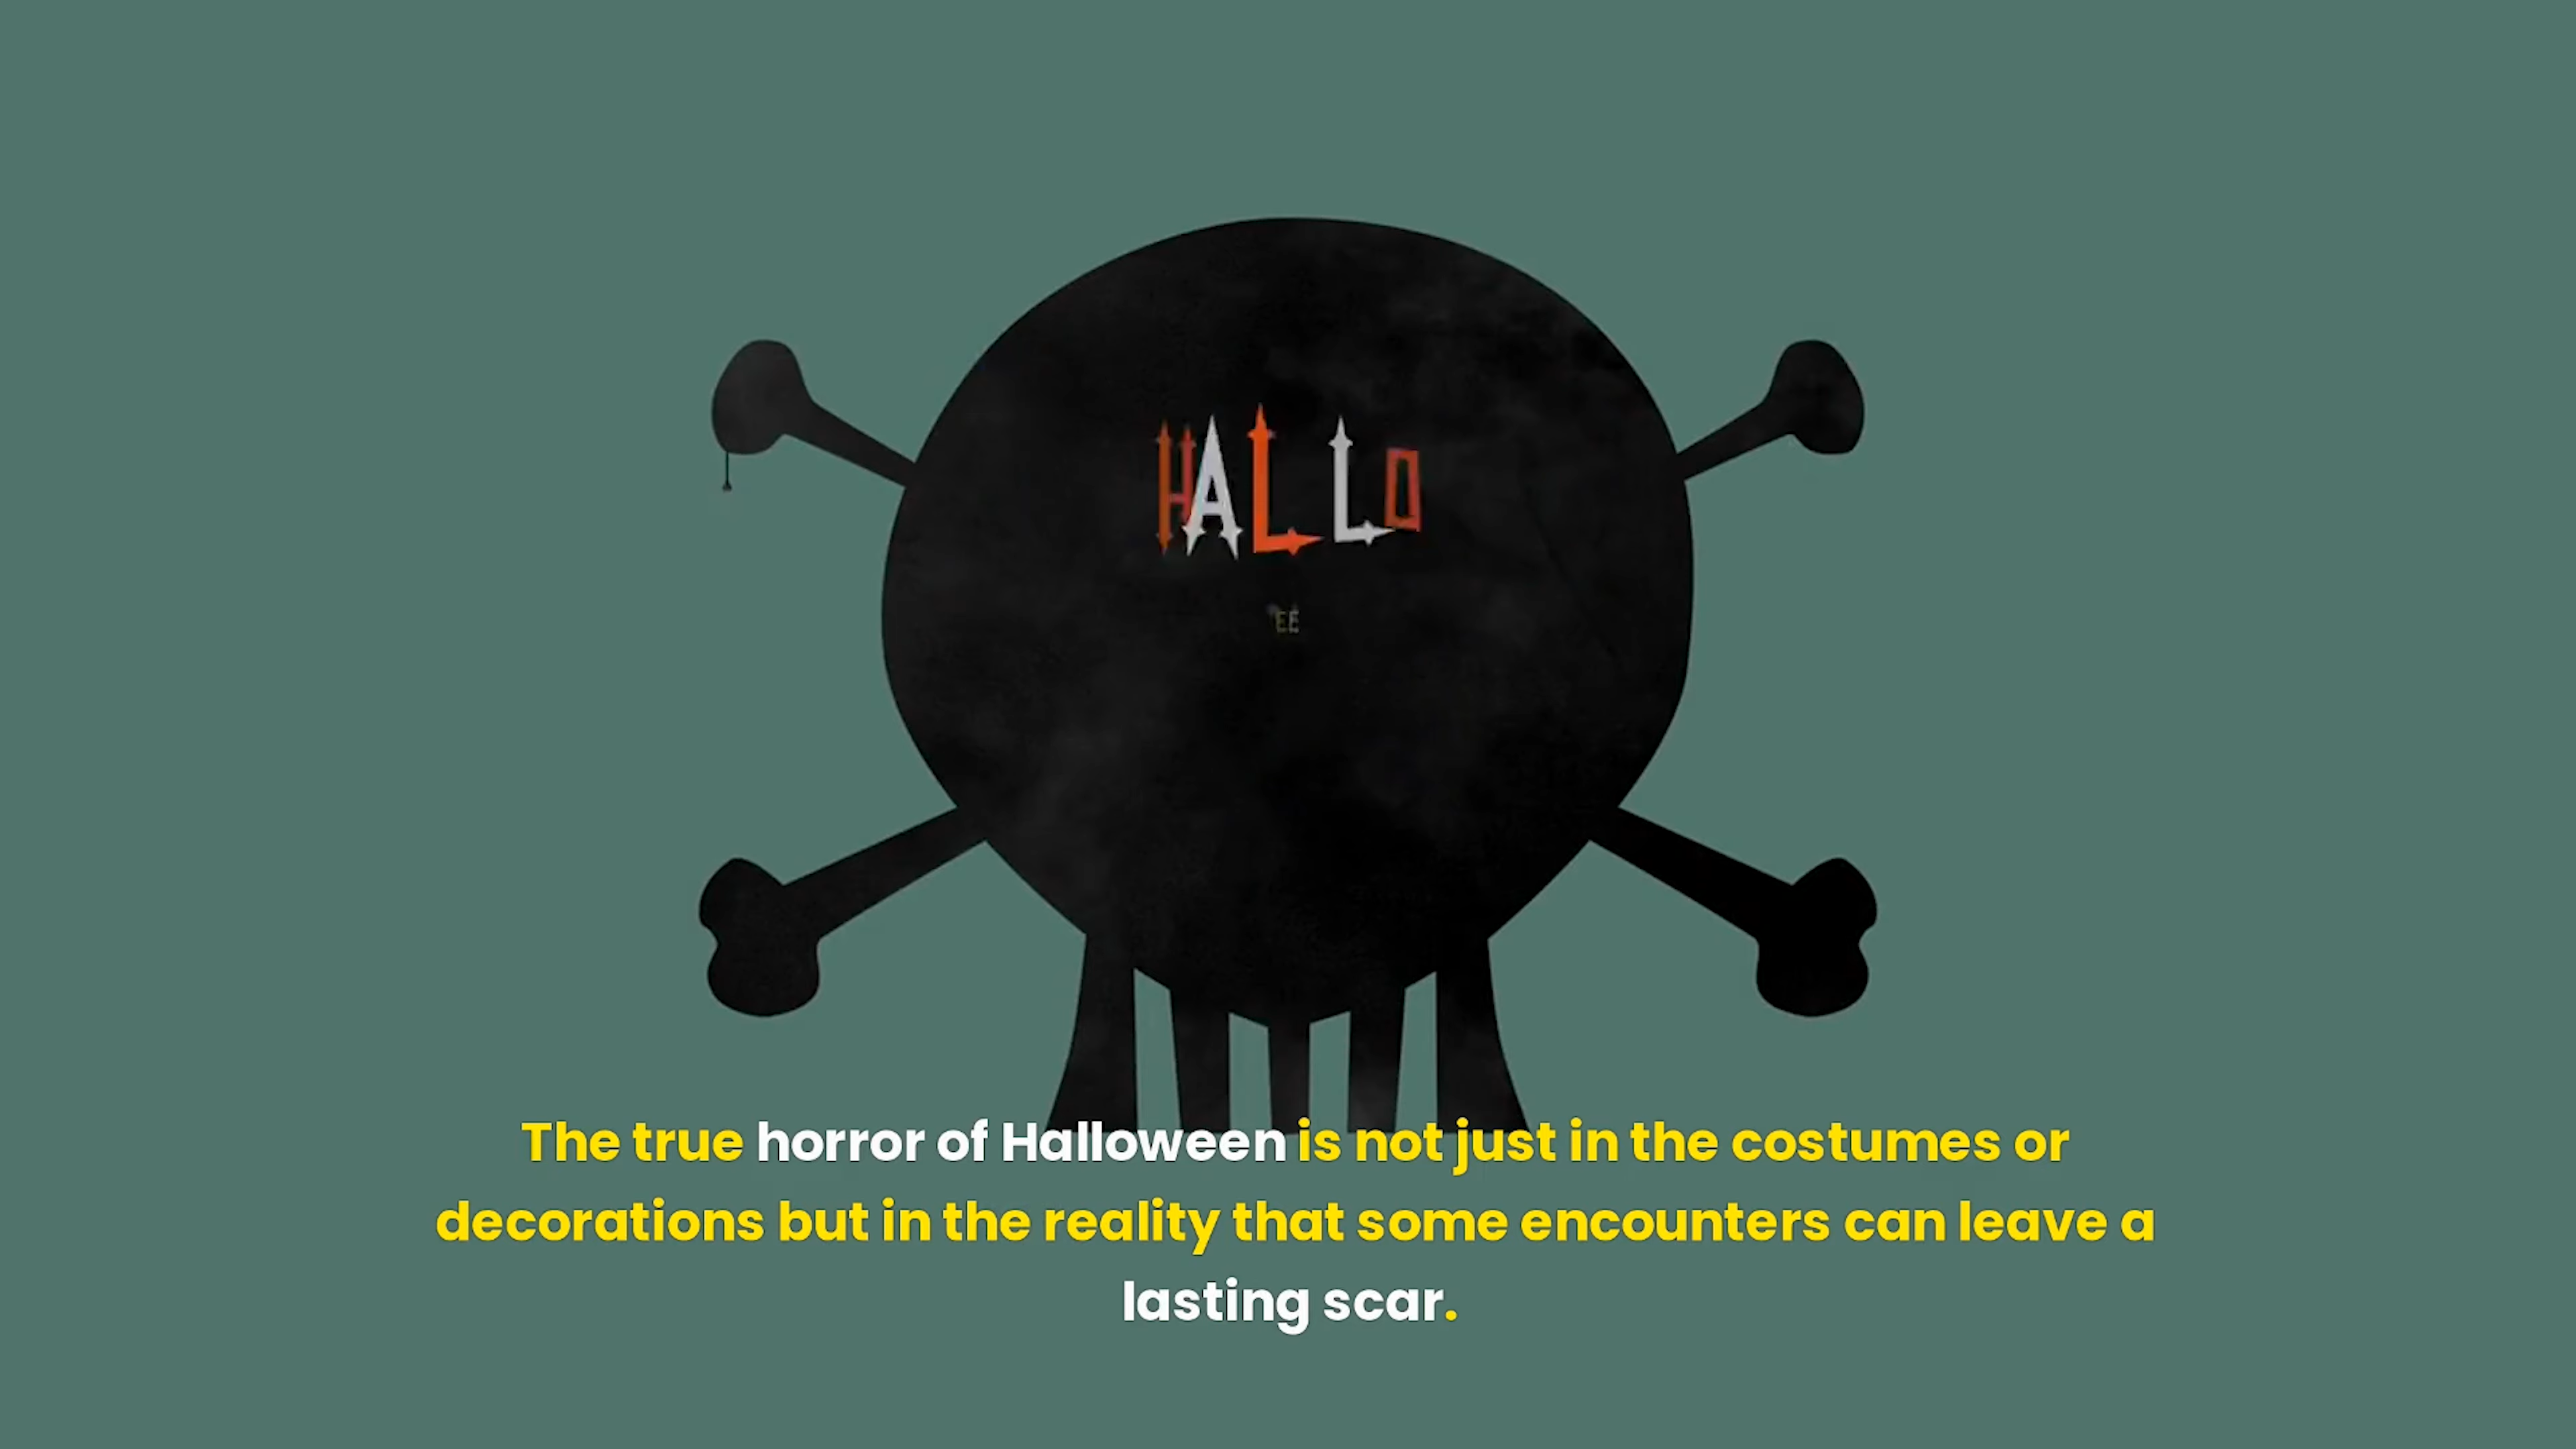 HALLO
EE
The true horror of Halloween is not just in the costumes or
decorations but in the reality that some encounters can leave a
lasting scar.